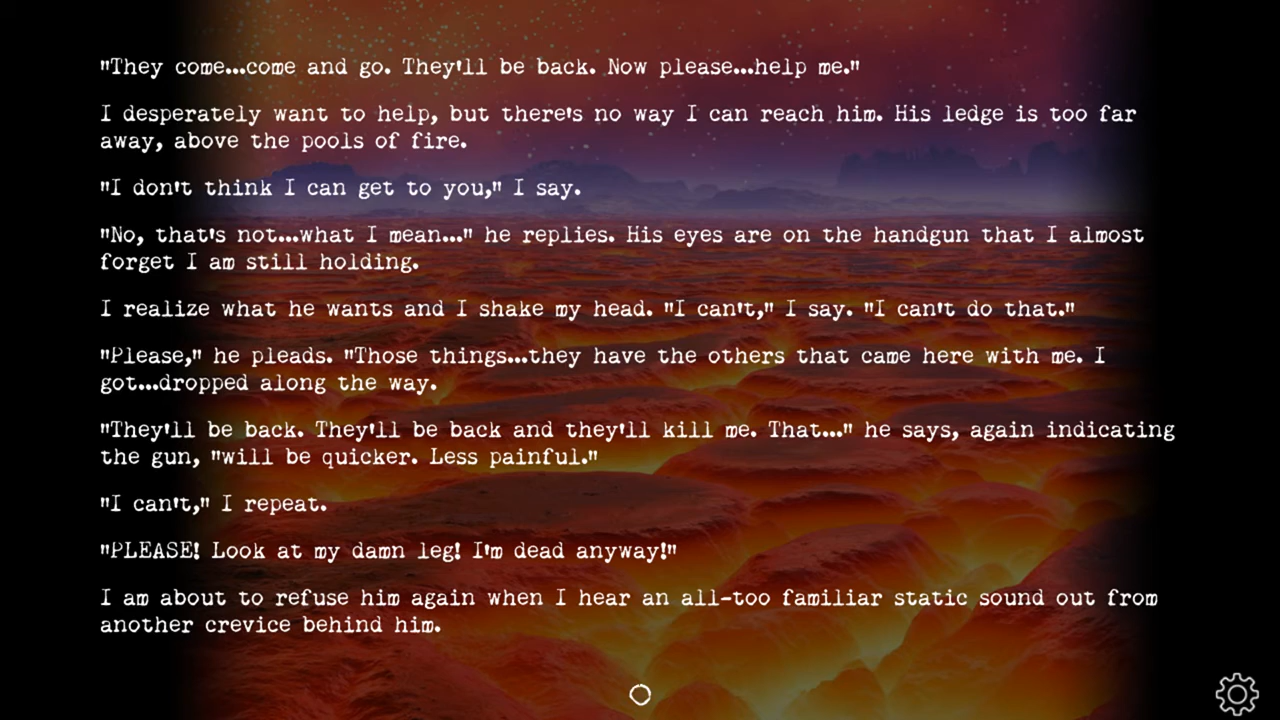 "They come...come and go. They'll be back. Now please...help me."
I desperately want to help, but there's no way I can reach him. His ledge is too far
away, above the pools of fire.
"I don't think I can get to you," I say.
"No, that's not...what I mean..." he replies. His eyes are on the handgun that I almost
forget I am still holding.
I realize what he wants and I shake my head. "I can't," I say. "I can't do that."
"Please," he pleads. "Those things...they have the others that came here with me. I
got...dropped along the way.
"They'll be back. They'll be back and they'll kill me. That..." he says, again indicating
the gun, "will be quicker. Less painful."
"I can't," I repeat.
"PLEASE! Look at my damn leg! I'm dead anyway!"
I am about to refuse him again when I hear an all-too familiar static sound out from
another crevice behind him.